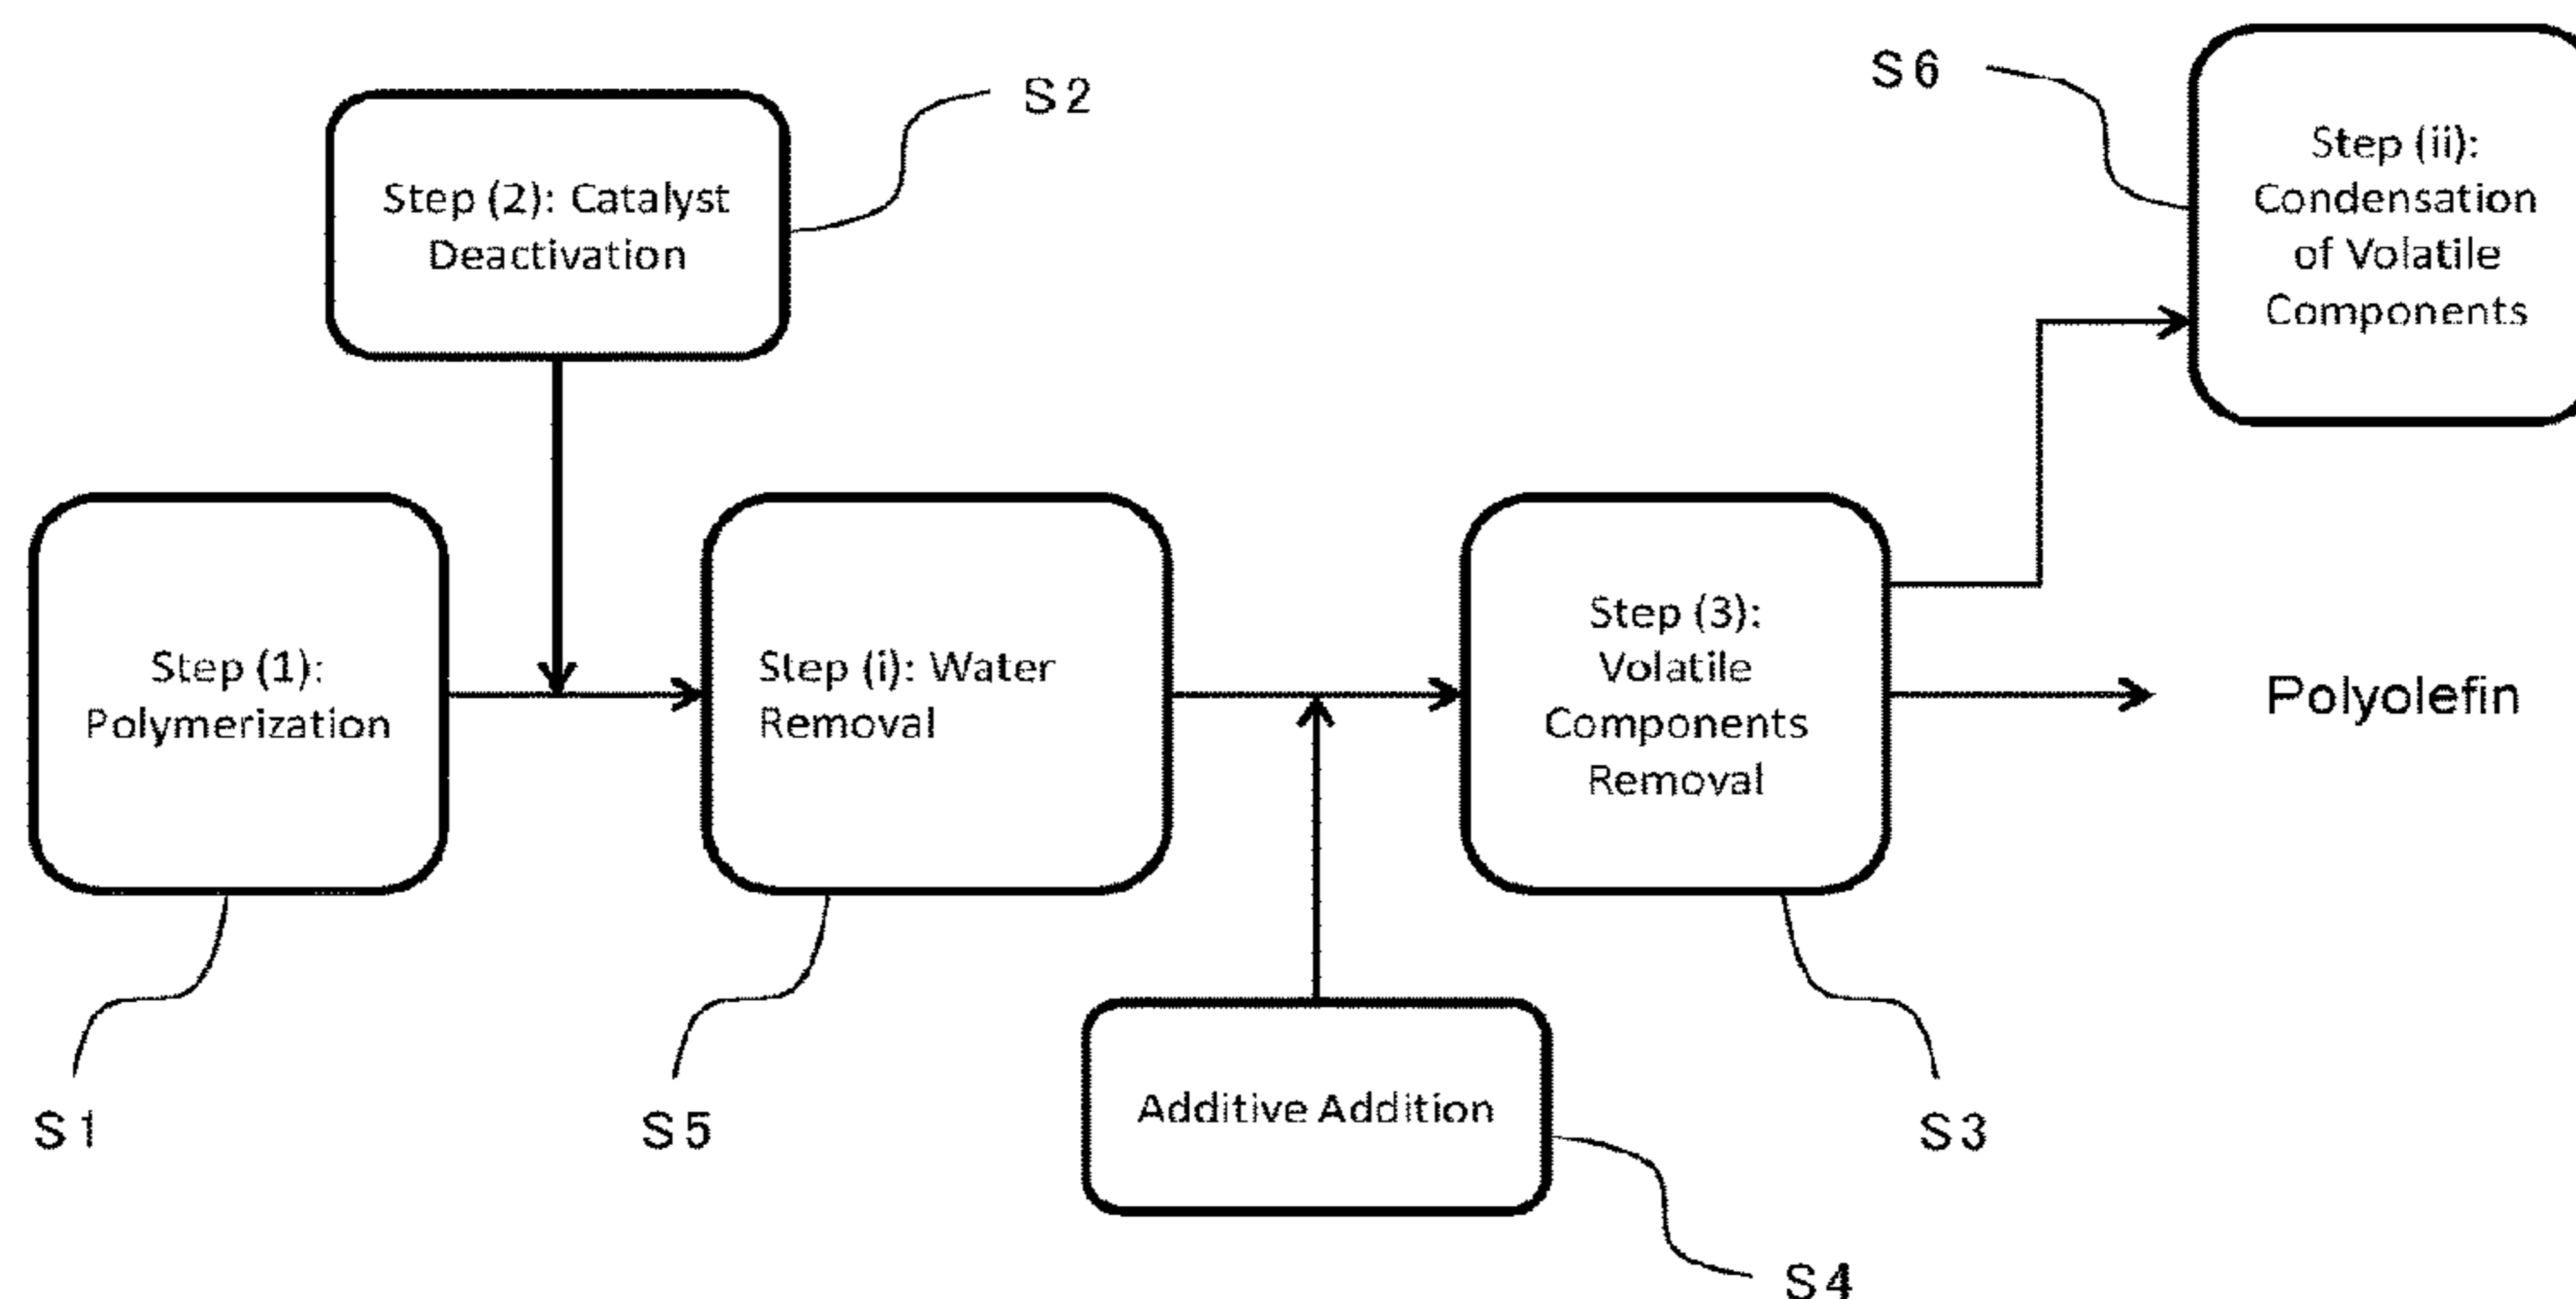 S6
Step (ii):
Condensation
of Volatile
Components
S2
Step (2): Catalyst
Deactivation
Step (1):
Polymerization
Step (i): Water
Removal
Step (3):
Volatile
Components
Removal
Polyolefin
Additive Addition
S1
S5
S3
S4